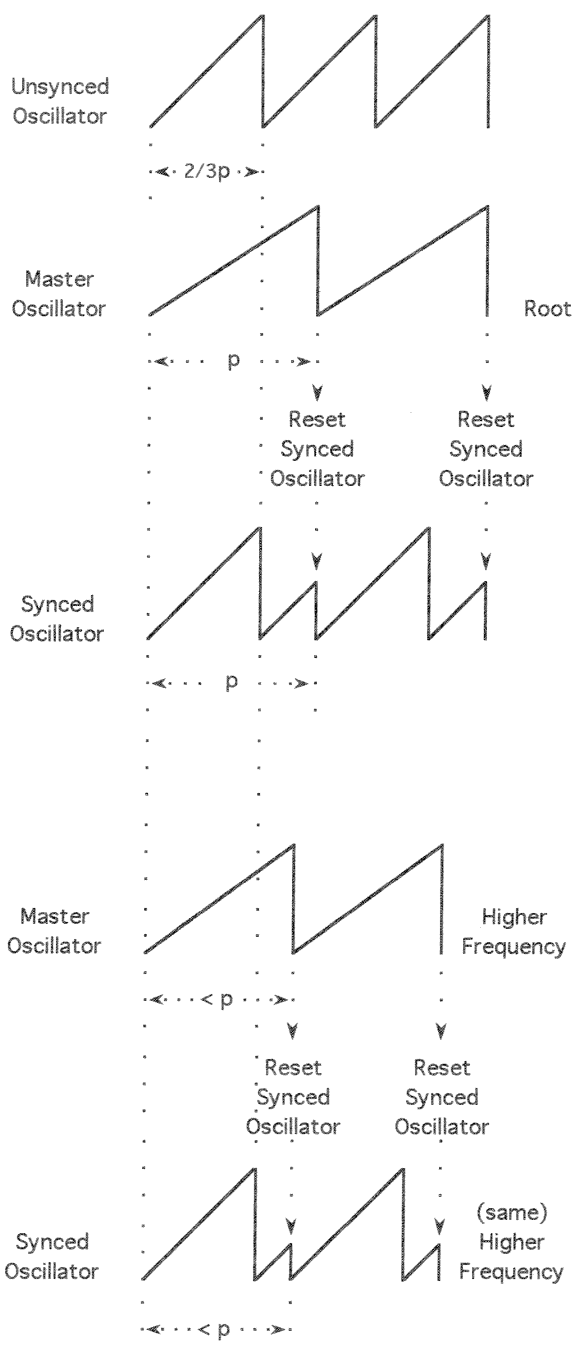 Unsynced
Oscillator
2/3p
Master
Oscillator
Root
p
Reset
Synced
Oscillator
Reset
Synced
Oscillator
Synced
Oscillator
p
Master
Oscillator
Higher
Frequency
< p
Reset
Synced
Oscillator
Reset
Synced
Oscillator
Synced
Oscillator
(same)
Higher
Frequency
< p